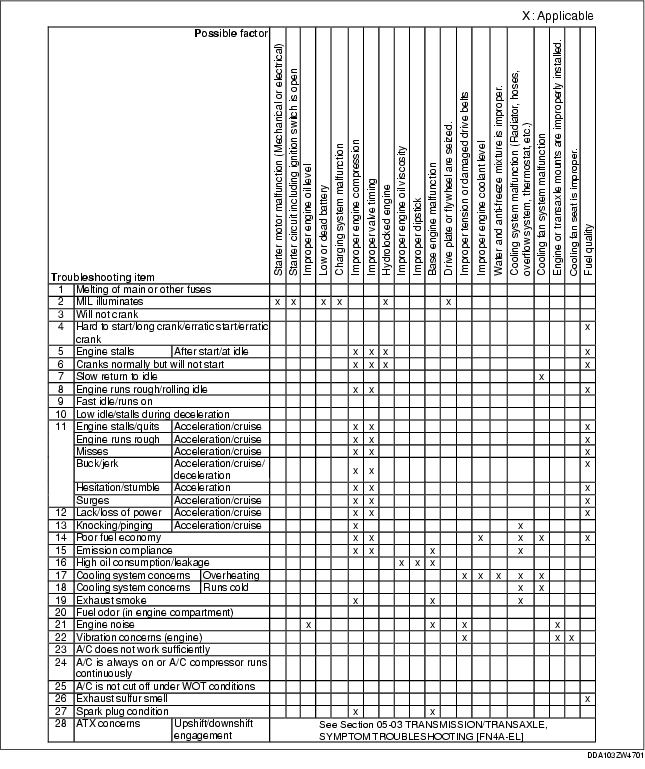 X : Applicable
Possible factor
Troubleshooting item
Starter motor malfunction (Mechanical or electrical)
Starter circuit including ignition switch is open
Improper engine oil level
Low or dead battery
Charging system malfunction
Improper engine compression
Improper valve timing
Hydrolocked engine
Improper engine oil viscosity
Improper dipstick
Base engine malfunction
Drive plate or flywheel are seized.
Improper tension or damaged drive belts
Improper engine coolant level
Water and anti-freeze mixture is improper.
Cooling system malfunction (Radiator, hoses,
overflow system, thermostat, etc.)
Cooling fan system malfunction
Engine or transaxle mounts are improperly installed.
Cooling fan seat is improper.
Fuel quality
1 Melting of main or other fuses
2 MIL illuminates x x x x x x
3 Will not crank
4 Hard to start/long crank/erratic start/erratic x
crank
5 Engine stalls After start/at idle x x x x
6 Cranks normally but will not start x x x x
7 Slow return to idle x
8 Engine runs rough/rolling idle x x x
9 Fast idle/runs on
10 Low idle/stalls during deceleration
11 Engine stalls/quits Acceleration/cruise x x x
Engine runs rough Acceleration/cruise x x x
Misses Acceleration/cruise x x x
Buck/jerk Acceleration/cruise/ x
deceleration x x
Hesitation/stumble Acceleration x x x
Surges Acceleration/cruise x x x
12 Lack/loss of power Acceleration/cruise x x x
13 Knocking/pinging Acceleration/cruise x x
14 Poor fuel economy x x x x x x
15 Emission compliance x x x x
16 High oil consumption/leakage x x x
17 Cooling system concerns Overheating x x x x x
18 Cooling system concerns Runs cold x x
19 Exhaust smoke x x x
20 Fuel odor (in engine compartment)
21 Engine noise x x x x
22 Vibration concerns (engine) x x x
23 A/C does not work sufficiently
24 A/C is always on or A/C compressor runs
continuously
25 A/C is not cut off under WOT conditions
26 Exhaust sulfur smell x
27 Spark plug condition x x
28 ATX concerns Upshift/downshift See Section 05-03 TRANSMISSION/TRANSAXLE,
engagement SYMPTOM TROUBLESHOOTING [FN4A-EL]
DDA103ZW4701